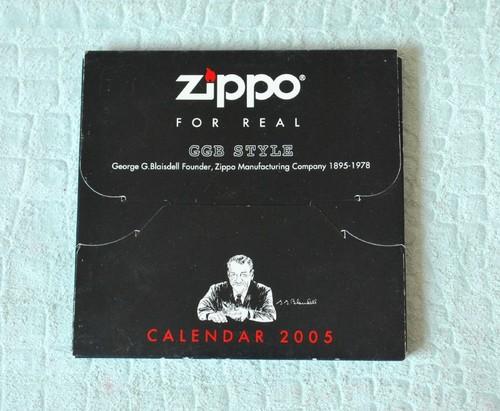 zippo®
FOR REAL
GGB STYLE
George G.Blaisdell Founder, Zippo Manufacturing Company 1895-1978
CALENDAR 2005